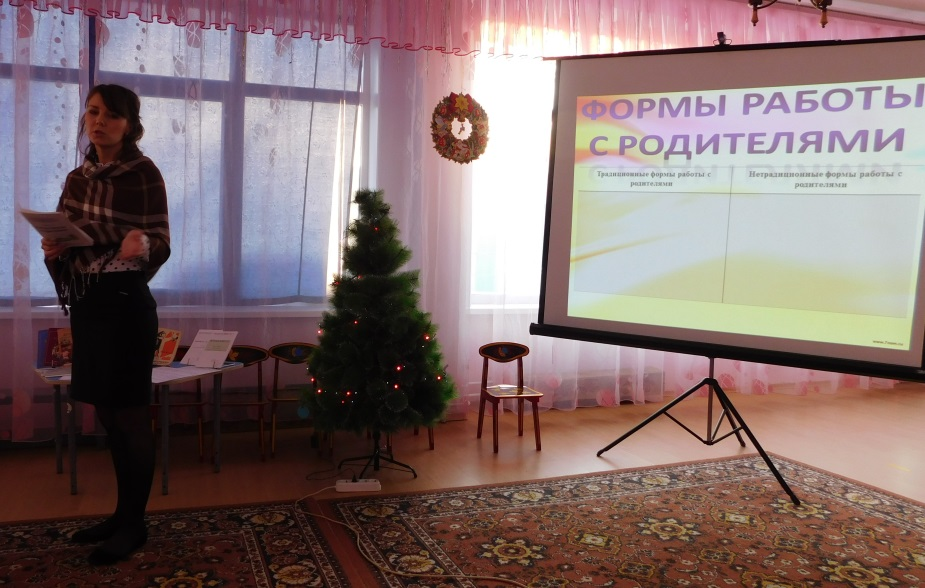 ФОРМЫ РАБОТЫ
С РОДИТЕЛЯМИ
Традиционные формы работы с
родителями
Нетрадиционные формы работы с
родителями